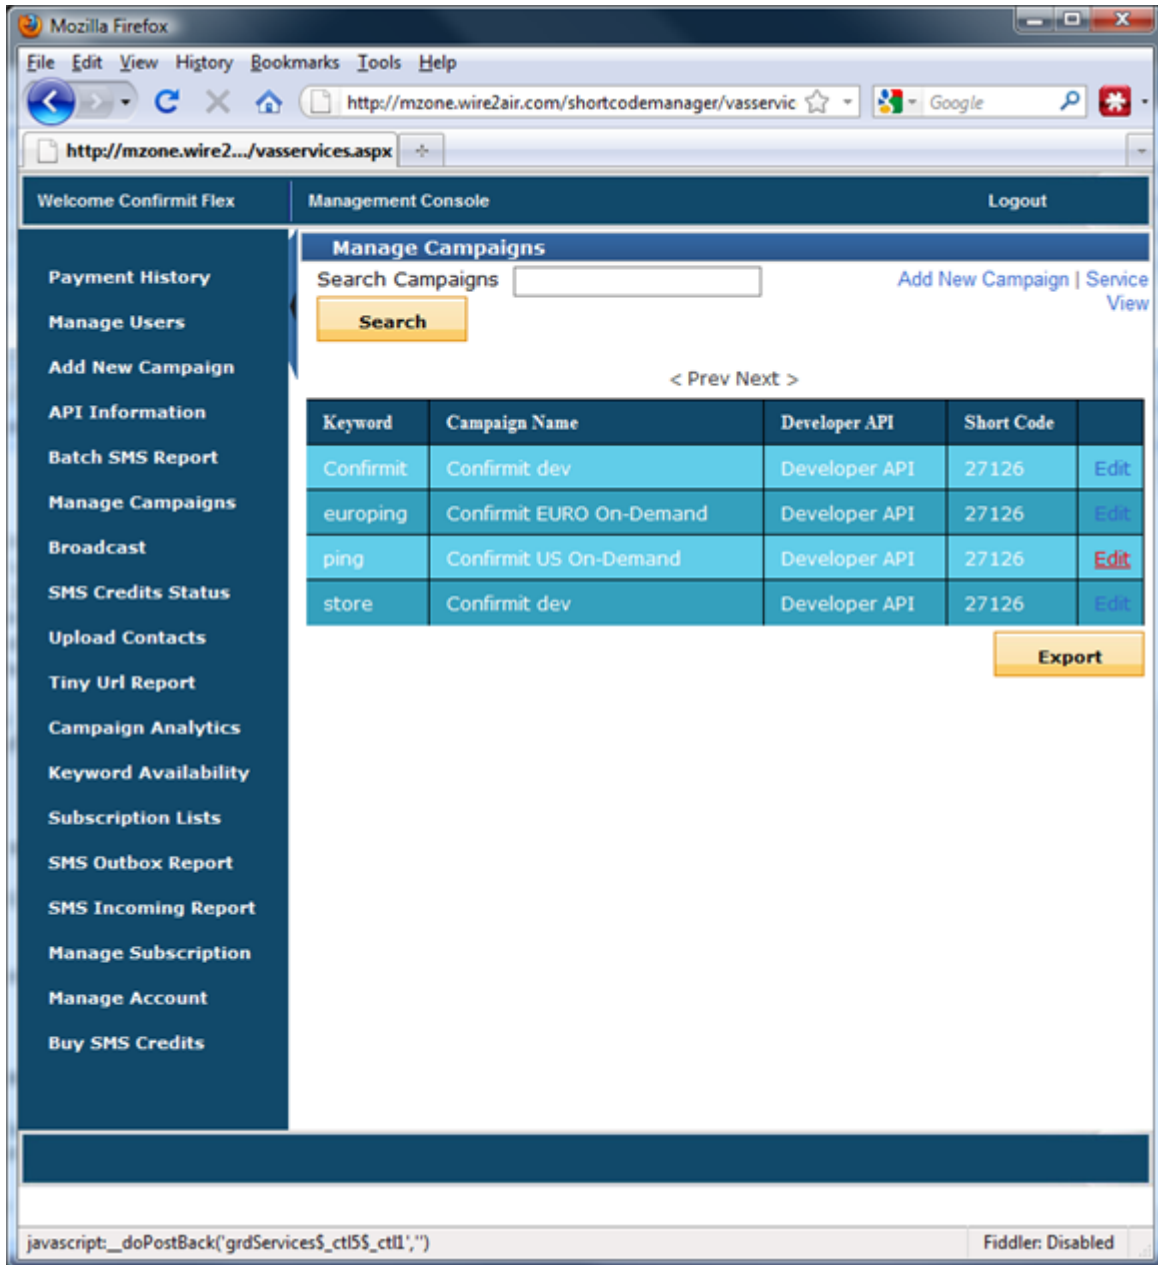 Mozilla Firefox
File Edit View History Bookmarks Tools Help
http://mzone.wire2air.com/shortcodemanager/vasservic Google
http://mzone.wire2.../vasservices.aspx
Welcome Confirmit Flex Management Console Logout
Manage Campaigns
Search Campaigns Add New Campaign | Service View
Search
< Prev Next >
Keyword Campaign Name Developer API Short Code
Confirmit Confirmit dev Developer API 27126 Edit
europing Confirmit EURO On-Demand Developer API 27126 Edit
ping Confirmit US On-Demand Developer API 27126 Edit
store Confirmit dev Developer API 27126 Edit
Export
Payment History
Manage Users
Add New Campaign
API Information
Batch SMS Report
Manage Campaigns
Broadcast
SMS Credits Status
Upload Contacts
Tiny Url Report
Campaign Analytics
Keyword Availability
Subscription Lists
SMS Outbox Report
SMS Incoming Report
Manage Subscription
Manage Account
Buy SMS Credits
javascript:__doPostBack('grdServices$_ctl5$_ctl1','') Fiddler: Disabled